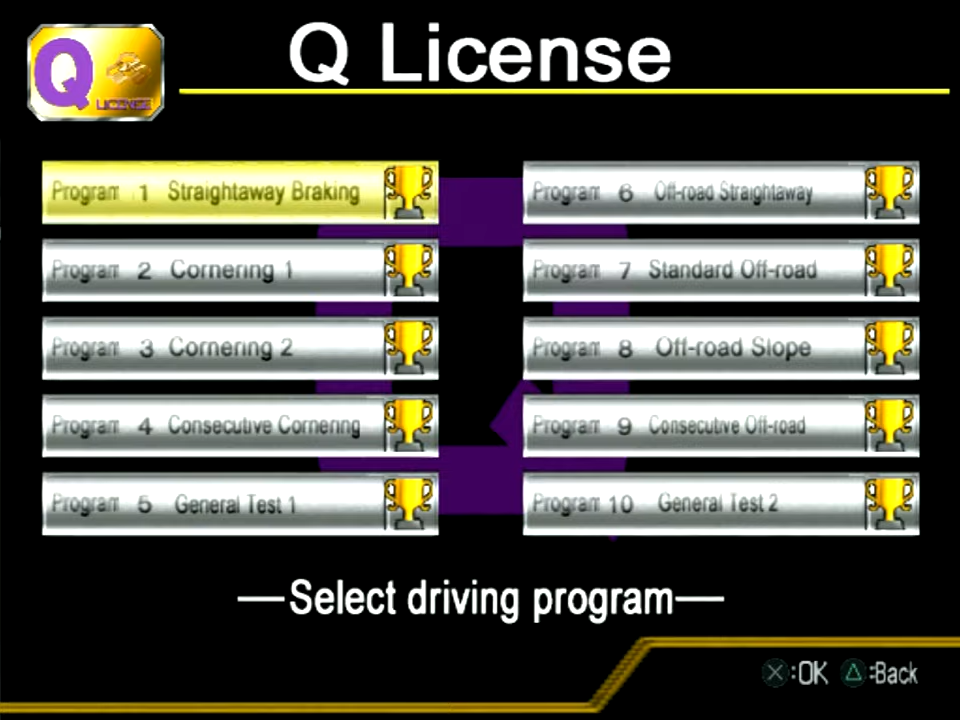 Q LICENSE
Q License
Program 1 Straightaway Braking
Program 2 Cornering 1
Program 3 Cornering 2
Program 4 Consecutive Cornering
Program 5 General Test 1
Program 6 Off-road Straightaway
Program 7 Standard Off-road
Program 8 Off-road Slope
Program 9 Consecutive Off-road
Program 10 General Test 2
—Select driving program—
:OK :Back